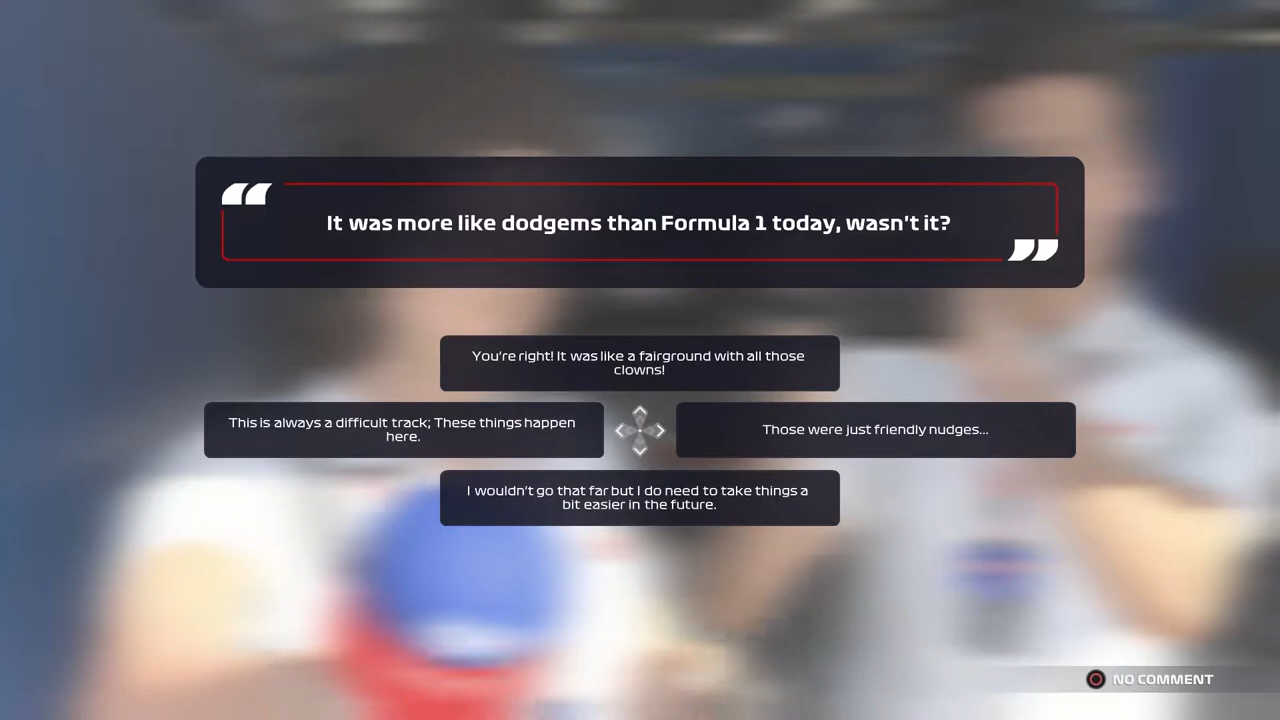 It was more like dodgems than Formula 1 today, wasn't it?
You're right! It was like a fairground with all those
clowns!
This is always a difficult track; These things happen
here.
Those were just friendly nudges...
I wouldn't go that far but I do need to take things a
bit easier in the future.
NO COMMENT